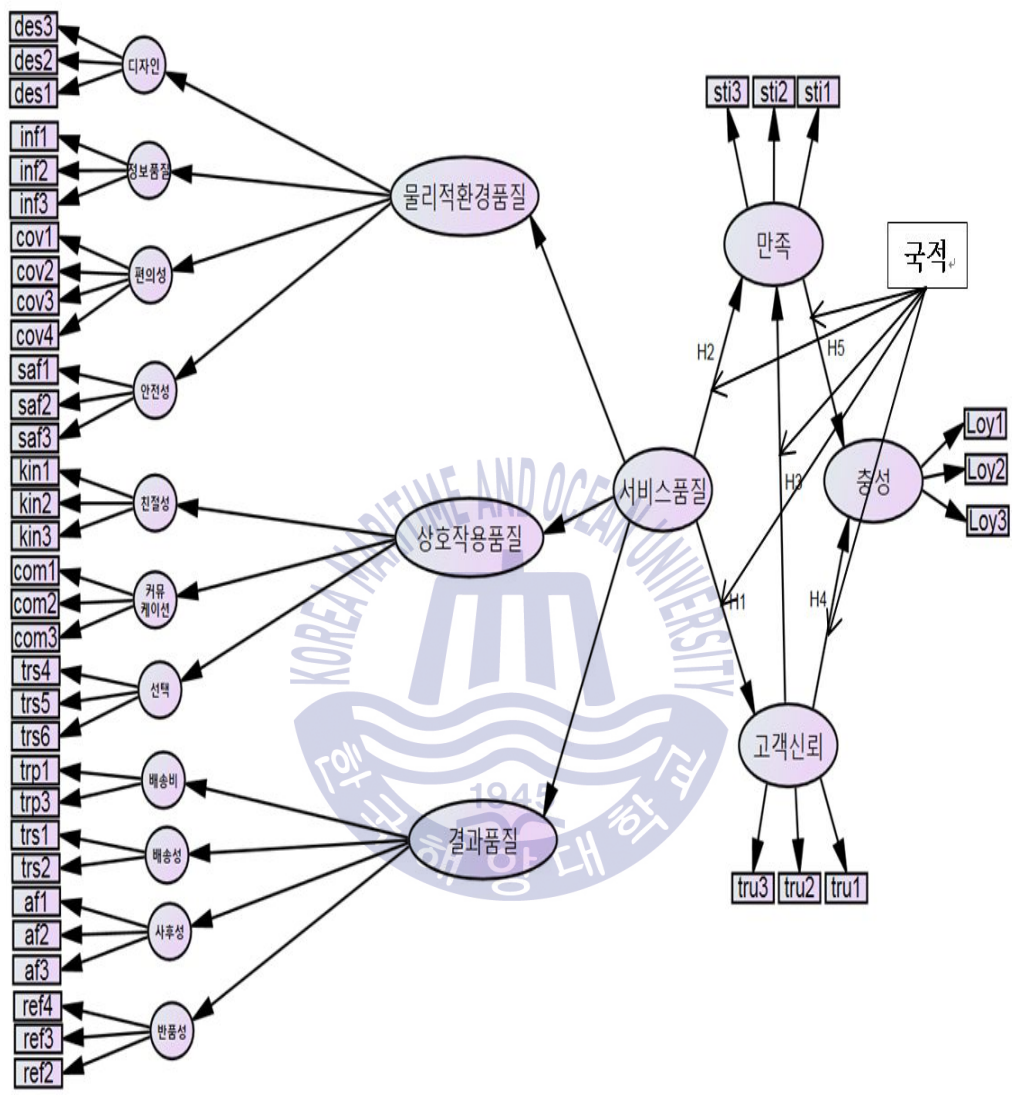 des3
des2
des1
디자인
inf1
inf2
inf3
정보품질
cov1
cov2
cov3
cov4
편의성
saf1
saf2
saf3
안전성
kin1
kin2
kin3
친절성
com1
com2
com3
커뮤
케이션
trs4
trs5
trs6
선택
trp1
trp3
배송비
trs1
trs2
배송성
af1
af2
af3
사후성
ref4
ref3
ref2
반품성
물리적환경품질
상호작용품질
결과품질
서비스품질
sti3
sti2
sti1
만족
국적
H2
H5
H3
H1
H4
충성
Loy1
Loy2
Loy3
고객신뢰
tru3
tru2
tru1
KOREA MARITIME AND OCEAN UNIVERSITY
1945
한국해양대학교